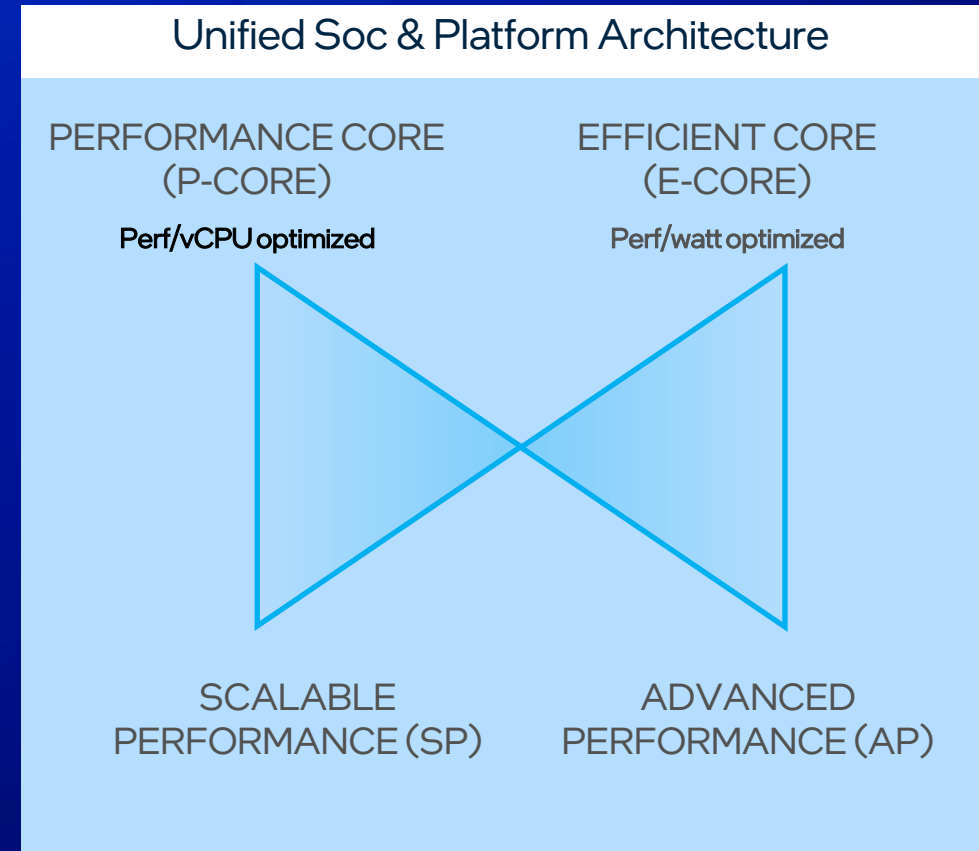 Unified Soc & Platform Architecture
PERFORMANCE CORE
(P-CORE)
Perf/vCPU optimized
EFFICIENT CORE
(E-CORE)
Perf/watt optimized
SCALABLE
PERFORMANCE (SP)
ADVANCED
PERFORMANCE (AP)